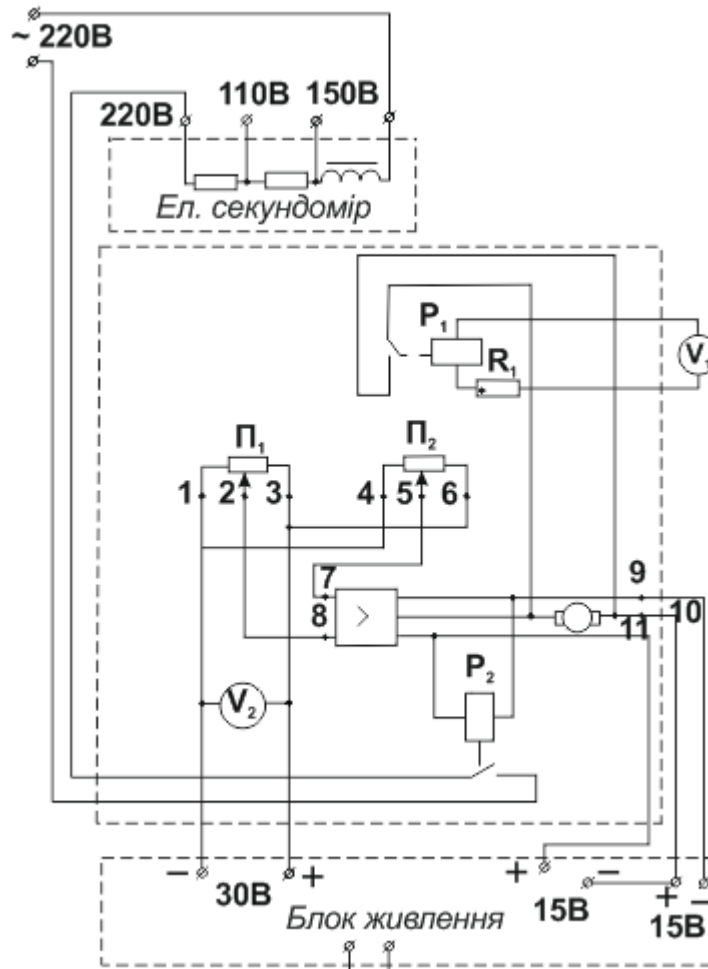 ~ 220В
220В
110В
150В
Ел. секундомір
P₁
R₁
V₁
П₁
П₂
1
2
3
4
5
6
7
8
9
10
11
>
P₂
V₂
− 30В +
+ 15В −
+ 15В −
Блок живлення